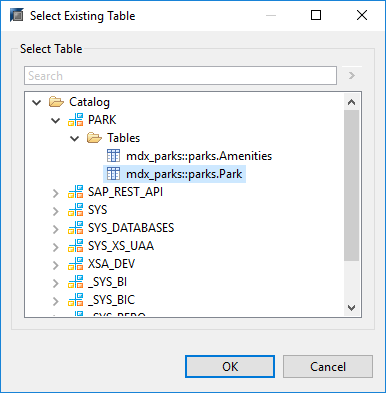 Select Existing Table
Select Table
Search
Catalog
PARK
Tables
mdx_parks::parks.Amenities
mdx_parks::parks.Park
SAP_REST_API
SYS
SYS_DATABASES
SYS_XS_UAA
XSA_DEV
_SYS_BI
_SYS_BIC
_SYS_REPO
OK
Cancel